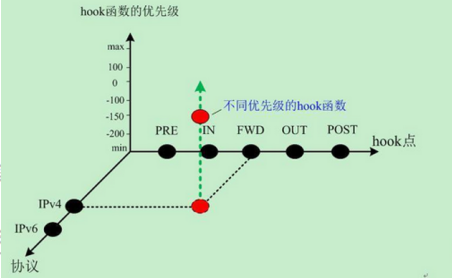 hook函数的优先级
max
100
0
-100
-150
-200
min
不同优先级的hook函数
PRE IN FWD OUT POST
hook点
IPv4
IPv6
协议